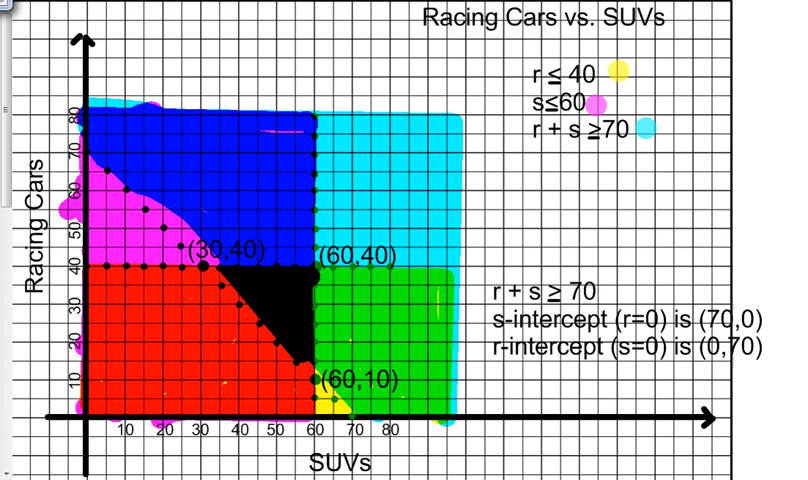 Racing Cars vs. SUVs
r ≤ 40
s≤60
r + s ≥70
80
70
60
50
40
30
20
10
Racing Cars
(30,40)
(60,40)
(60,10)
r + s ≥ 70
s-intercept (r=0) is (70,0)
r-intercept (s=0) is (0,70)
10 20 30 40 50 60 70 80
SUVs